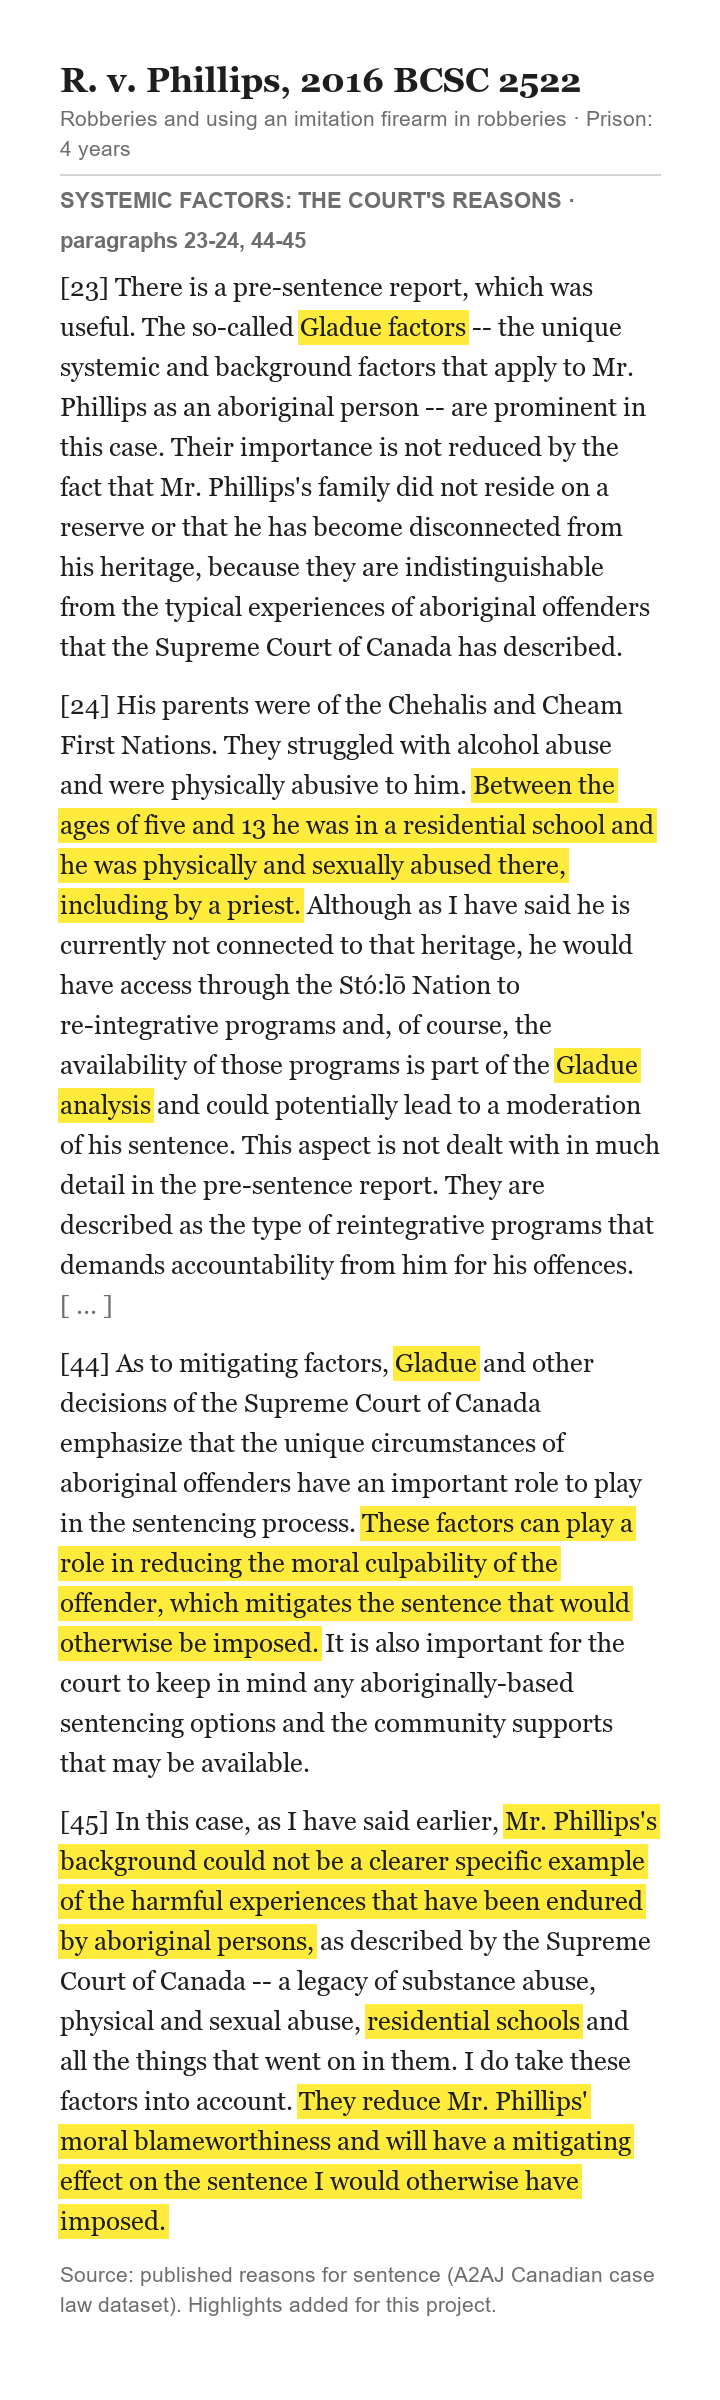 R. v. Phillips, 2016 BCSC 2522
Robberies and using an imitation firearm in robberies · Prison:
4 years
SYSTEMIC FACTORS: THE COURT'S REASONS ·
paragraphs 23-24, 44-45
[23] There is a pre-sentence report, which was
useful. The so-called Gladue factors -- the unique
systemic and background factors that apply to Mr.
Phillips as an aboriginal person -- are prominent in
this case. Their importance is not reduced by the
fact that Mr. Phillips's family did not reside on a
reserve or that he has become disconnected from
his heritage, because they are indistinguishable
from the typical experiences of aboriginal offenders
that the Supreme Court of Canada has described.
[24] His parents were of the Chehalis and Cheam
First Nations. They struggled with alcohol abuse
and were physically abusive to him. Between the
ages of five and 13 he was in a residential school and
he was physically and sexually abused there,
including by a priest. Although as I have said he is
currently not connected to that heritage, he would
have access through the Stó:lō Nation to
re-integrative programs and, of course, the
availability of those programs is part of the Gladue
analysis and could potentially lead to a moderation
of his sentence. This aspect is not dealt with in much
detail in the pre-sentence report. They are
described as the type of reintegrative programs that
demands accountability from him for his offences.
[ ... ]
[44] As to mitigating factors, Gladue and other
decisions of the Supreme Court of Canada
emphasize that the unique circumstances of
aboriginal offenders have an important role to play
in the sentencing process. These factors can play a
role in reducing the moral culpability of the
offender, which mitigates the sentence that would
otherwise be imposed. It is also important for the
court to keep in mind any aboriginally-based
sentencing options and the community supports
that may be available.
[45] In this case, as I have said earlier, Mr. Phillips's
background could not be a clearer specific example
of the harmful experiences that have been endured
by aboriginal persons, as described by the Supreme
Court of Canada -- a legacy of substance abuse,
physical and sexual abuse, residential schools and
all the things that went on in them. I do take these
factors into account. They reduce Mr. Phillips'
moral blameworthiness and will have a mitigating
effect on the sentence I would otherwise have
imposed.
Source: published reasons for sentence (A2AJ Canadian case
law dataset). Highlights added for this project.